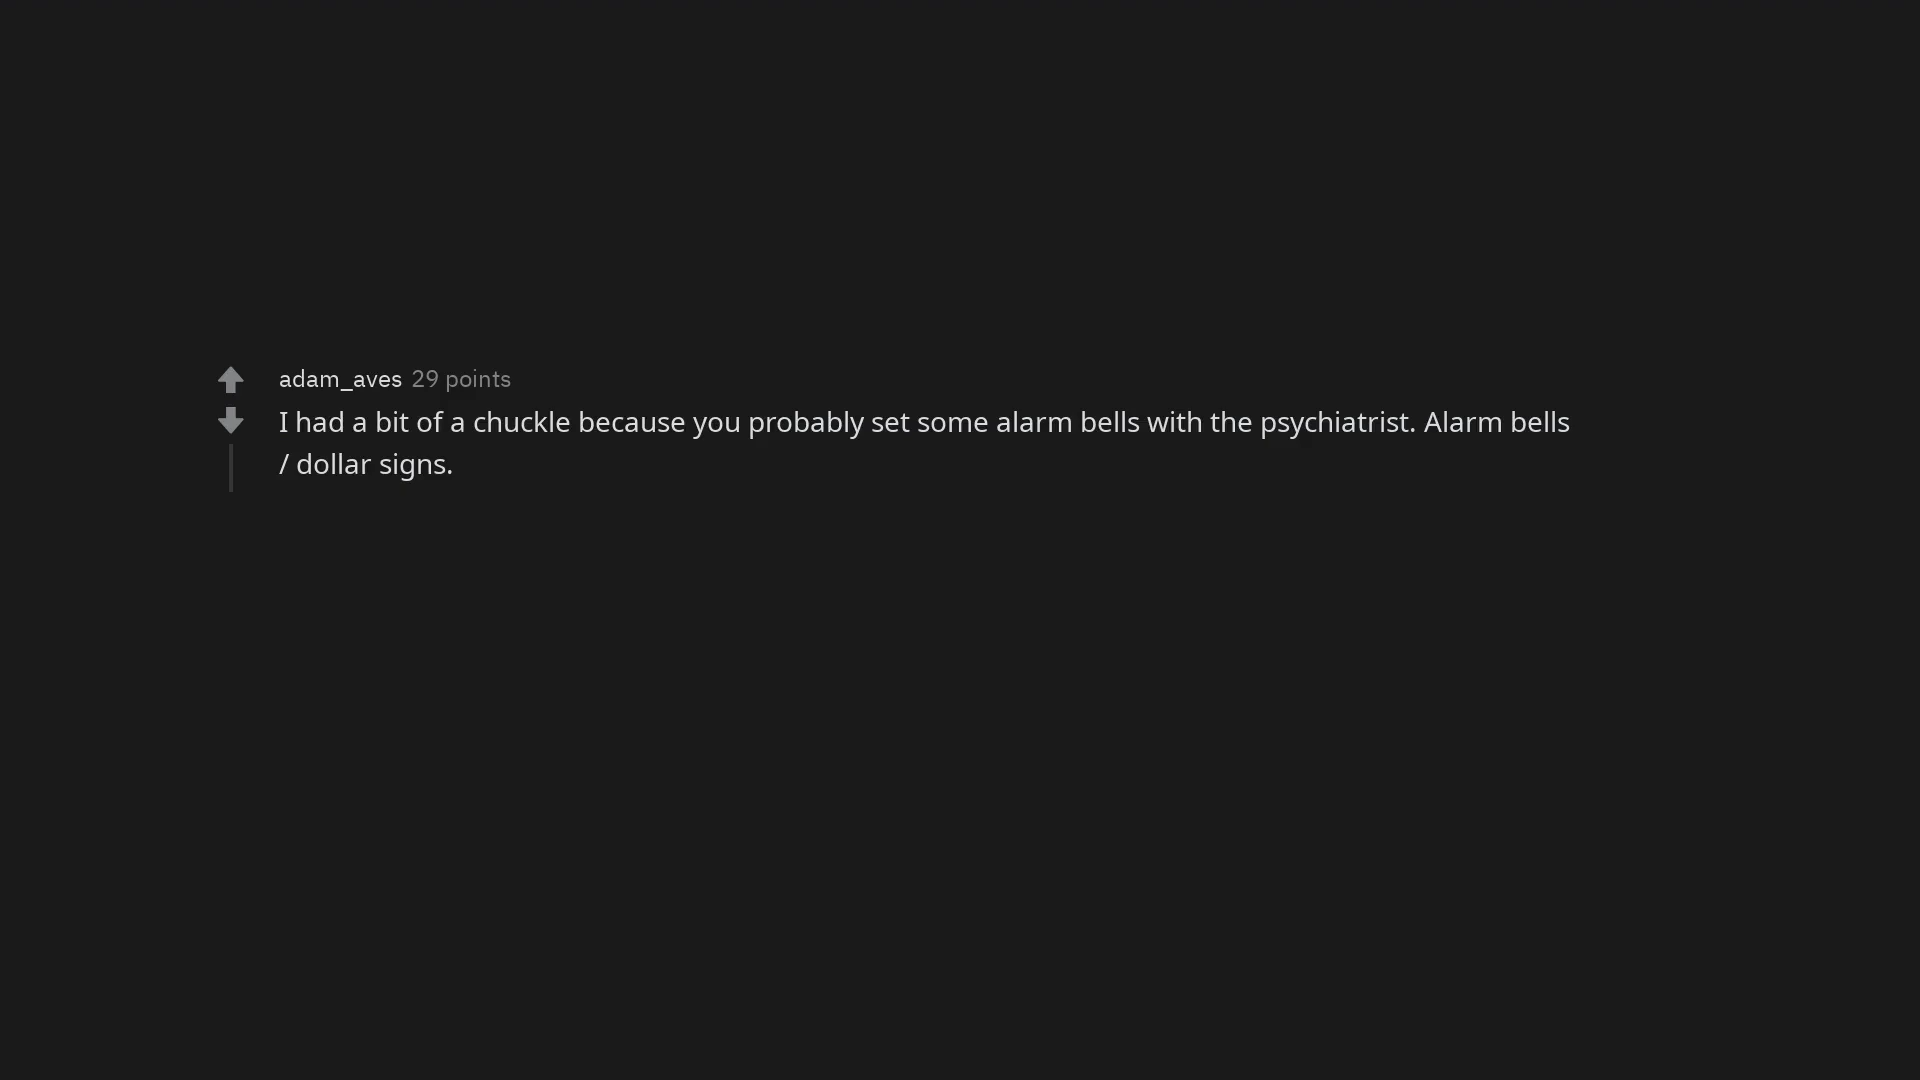 adam_aves 29 points
I had a bit of a chuckle because you probably set some alarm bells with the psychiatrist. Alarm bells
/ dollar signs.